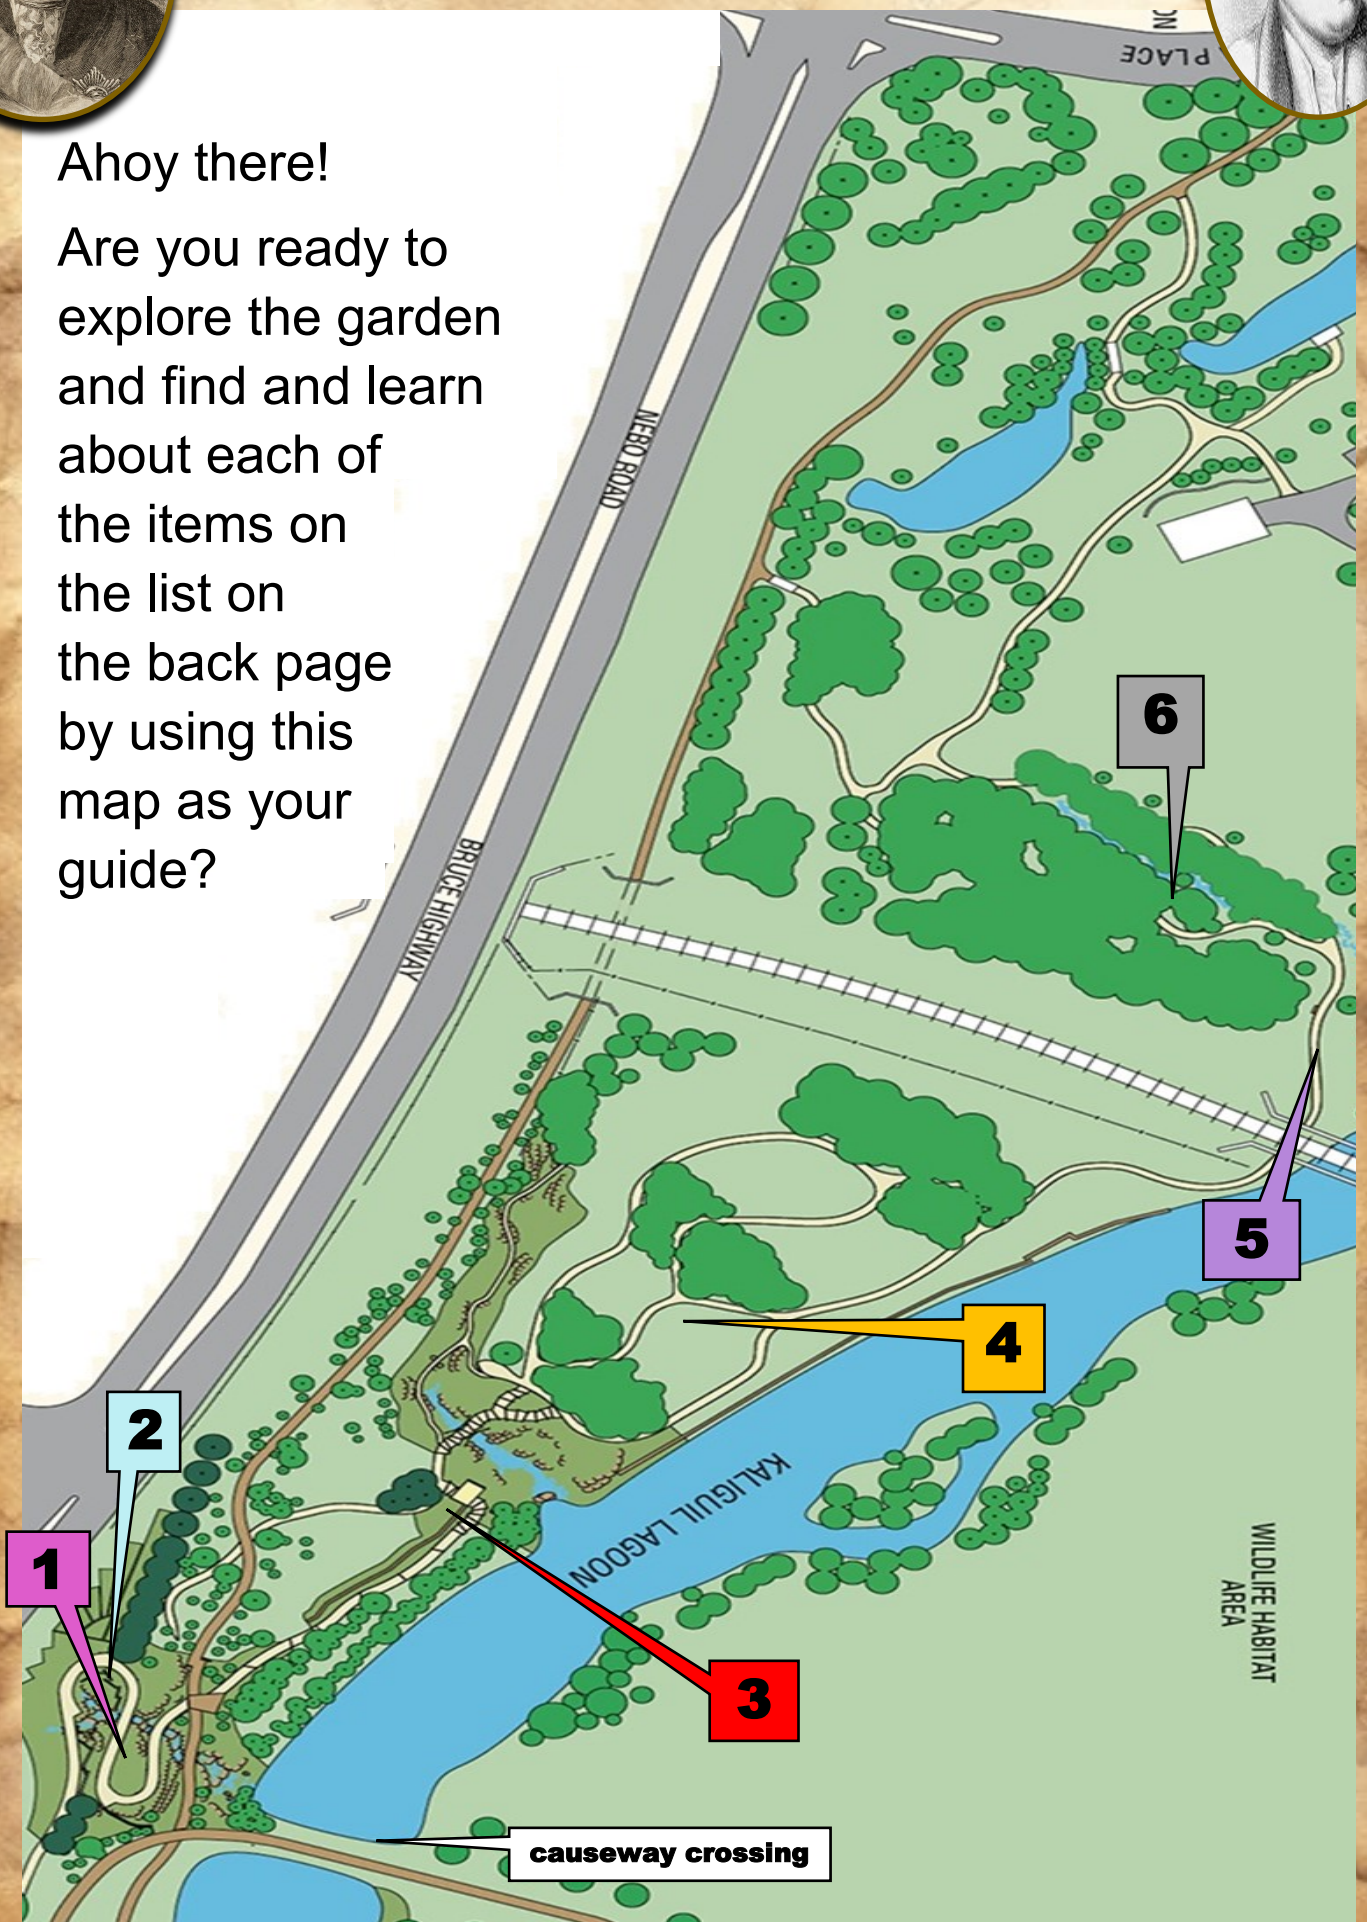 ON
PLACE
Ahoy there!
Are you ready to
explore the garden
and find and learn
about each of
the items on
the list on
the back page
by using this
map as your
guide?
NEBO ROAD
BRUCE HIGHWAY
6
5
4
2
1
3
KALIGUIL LAGOON
WILDLIFE HABITAT
AREA
causeway crossing